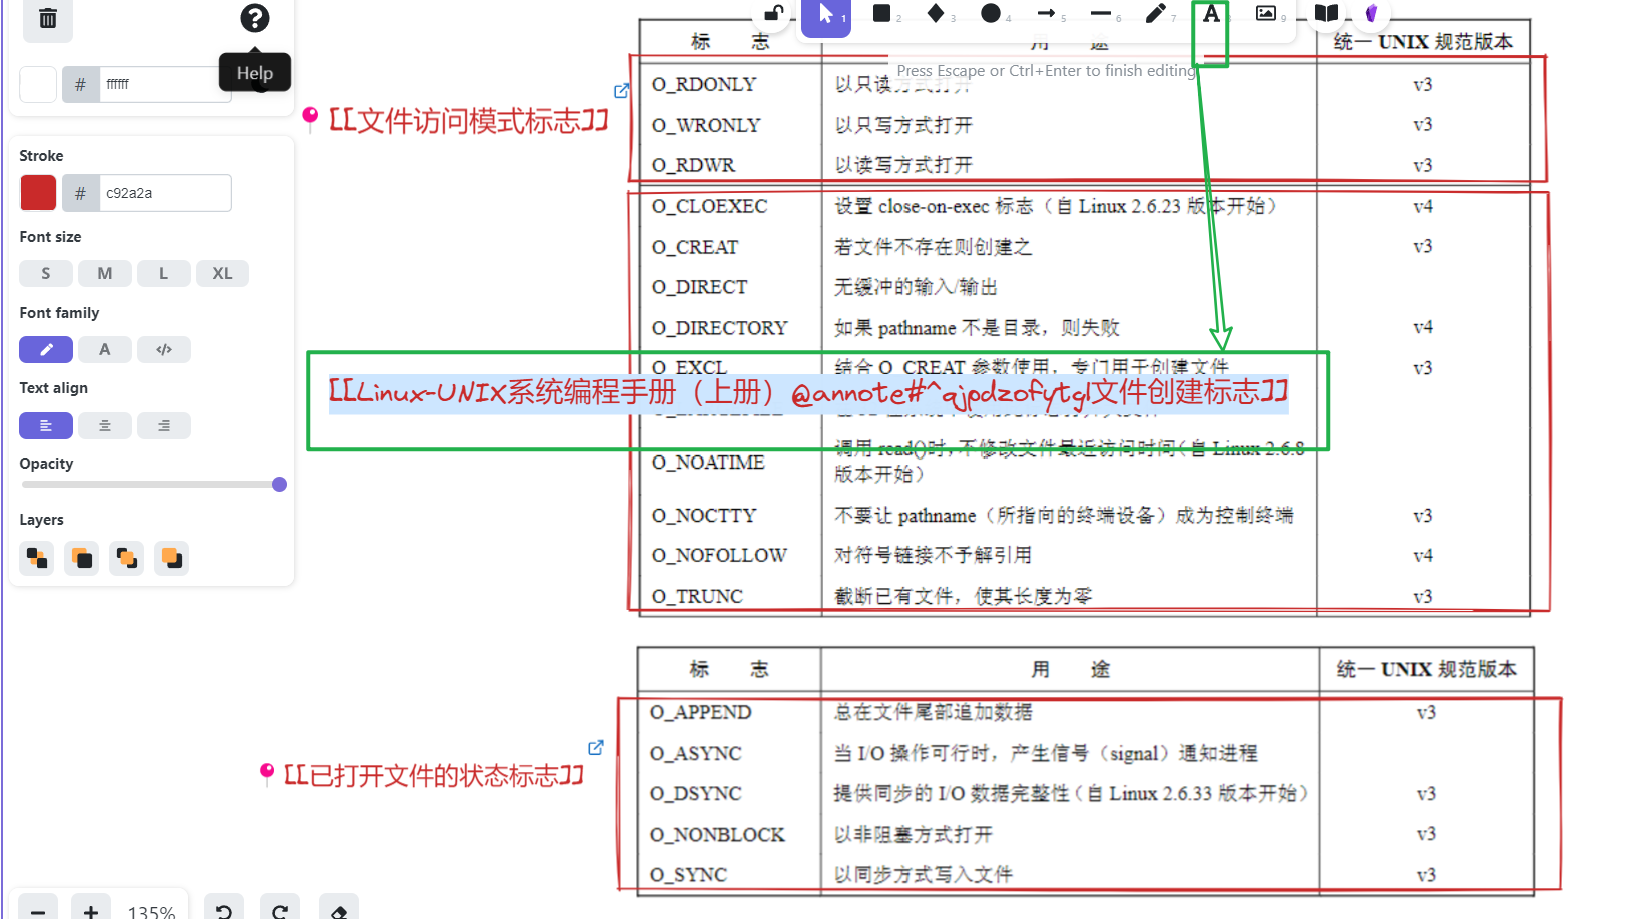 Help
# ffffff
Stroke
# c92a2a
Font size
S M L XL
Font family
A </>
Text align
Opacity
Layers
135%
1 2 3 4 5 6 7 A 9
Press Escape or Ctrl+Enter to finish editing
标 志 用 途 统一 UNIX 规范版本
O_RDONLY 以只读方式打开 v3
O_WRONLY 以只写方式打开 v3
O_RDWR 以读写方式打开 v3
[[文件访问模式标志]]
O_CLOEXEC 设置 close-on-exec 标志（自 Linux 2.6.23 版本开始） v4
O_CREAT 若文件不存在则创建之 v3
O_DIRECT 无缓冲的输入/输出
O_DIRECTORY 如果 pathname 不是目录，则失败 v4
O_EXCL 结合 O_CREAT 参数使用，专门用于创建文件 v3
[[Linux-UNIX系统编程手册（上册）@annote#^qjpdzofytgl文件创建标志]]
O_NOATIME 调用 read()时，不修改文件最近访问时间（自 Linux 2.6.8
版本开始）
O_NOCTTY 不要让 pathname（所指向的终端设备）成为控制终端 v3
O_NOFOLLOW 对符号链接不予解引用 v4
O_TRUNC 截断已有文件，使其长度为零 v3
标 志 用 途 统一 UNIX 规范版本
O_APPEND 总在文件尾部追加数据 v3
O_ASYNC 当 I/O 操作可行时，产生信号（signal）通知进程
[[已打开文件的状态标志]]
O_DSYNC 提供同步的 I/O 数据完整性（自 Linux 2.6.33 版本开始） v3
O_NONBLOCK 以非阻塞方式打开 v3
O_SYNC 以同步方式写入文件 v3